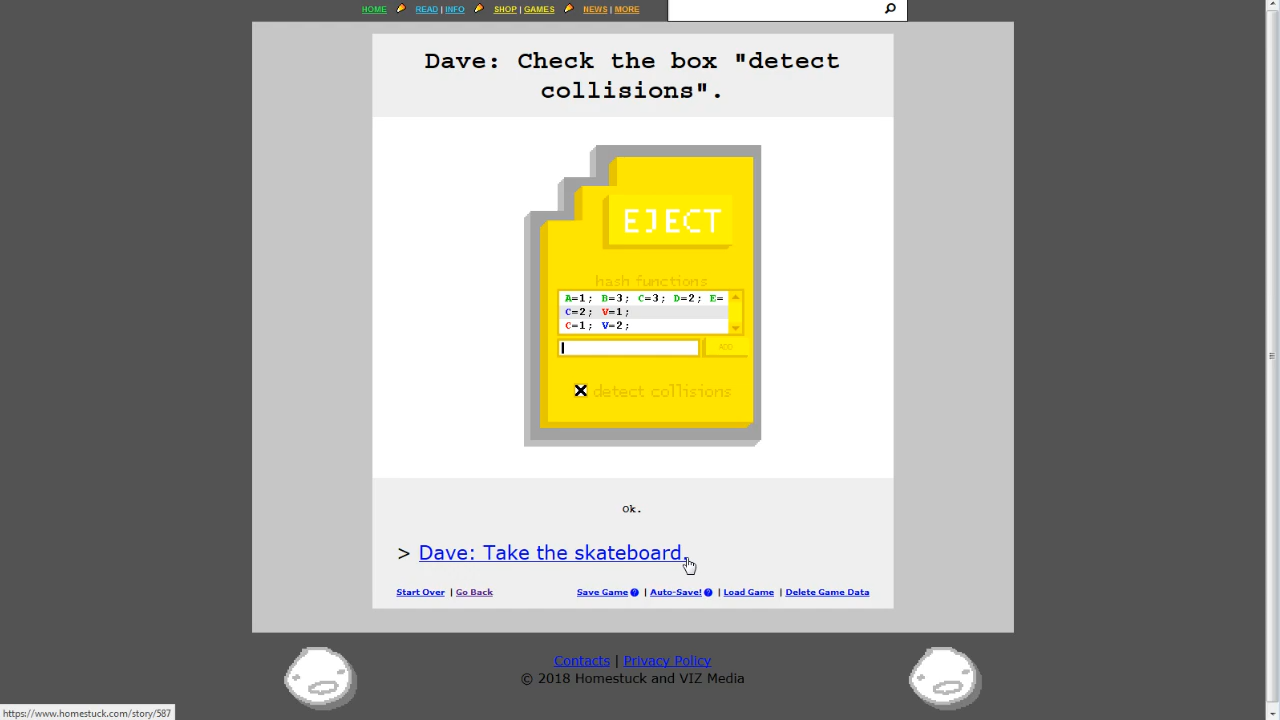 HOME READ | INFO SHOP | GAMES NEWS | MORE
Dave: Check the box "detect
collisions".
EJECT
hash functions
A=1; B=3; C=3; D=2; E=
C=2; V=1;
C=1; V=2;
ADD
detect collisions
Ok.
> Dave: Take the skateboard.
Start Over | Go Back Save Game ? | Auto-Save! ? | Load Game | Delete Game Data
Contacts | Privacy Policy
© 2018 Homestuck and VIZ Media
https://www.homestuck.com/story/587